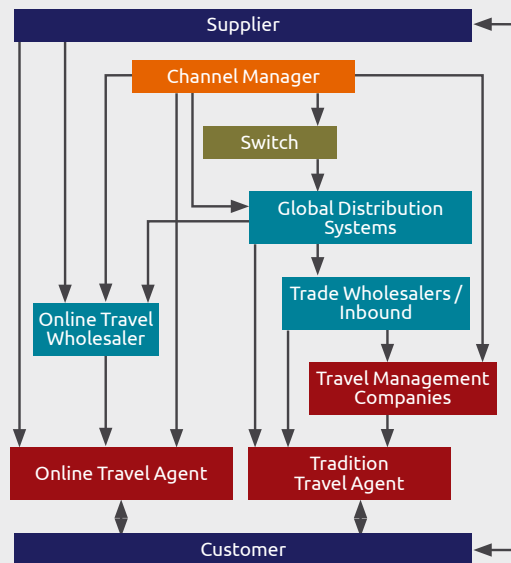 Supplier
Channel Manager
Switch
Global Distribution
Systems
Trade Wholesalers /
Inbound
Online Travel
Wholesaler
Travel Management
Companies
Online Travel Agent
Tradition
Travel Agent
Customer